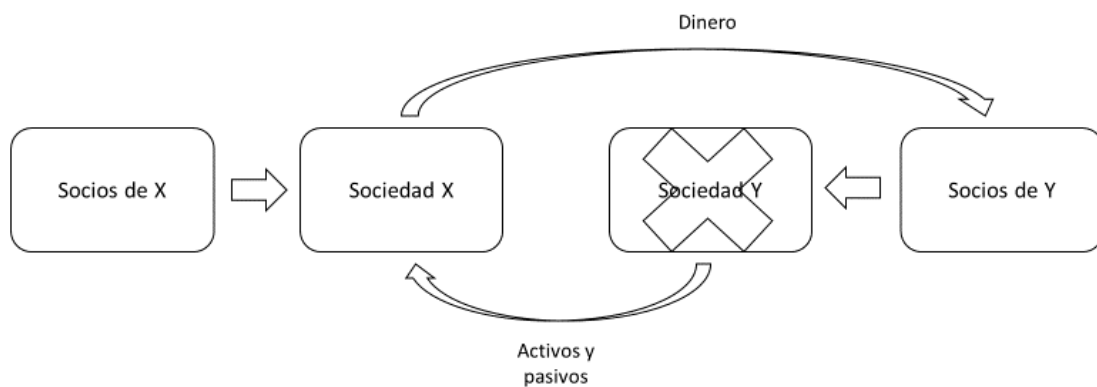 Dinero
Socios de X
Sociedad X
Sociedad Y
Socios de Y
Activos y
pasivos